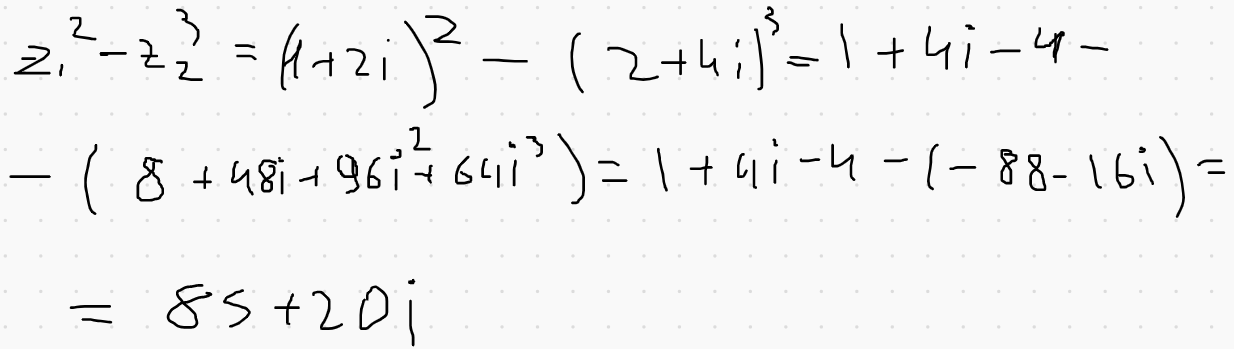 z₁² - z₂³ = (1+2i)² - (2+4i)³ = 1 + 4i - 4 -
- (8 + 48i + 96i² + 64i³) = 1 + 4i - 4 - (-88 - 16i) =
= 85 + 20i